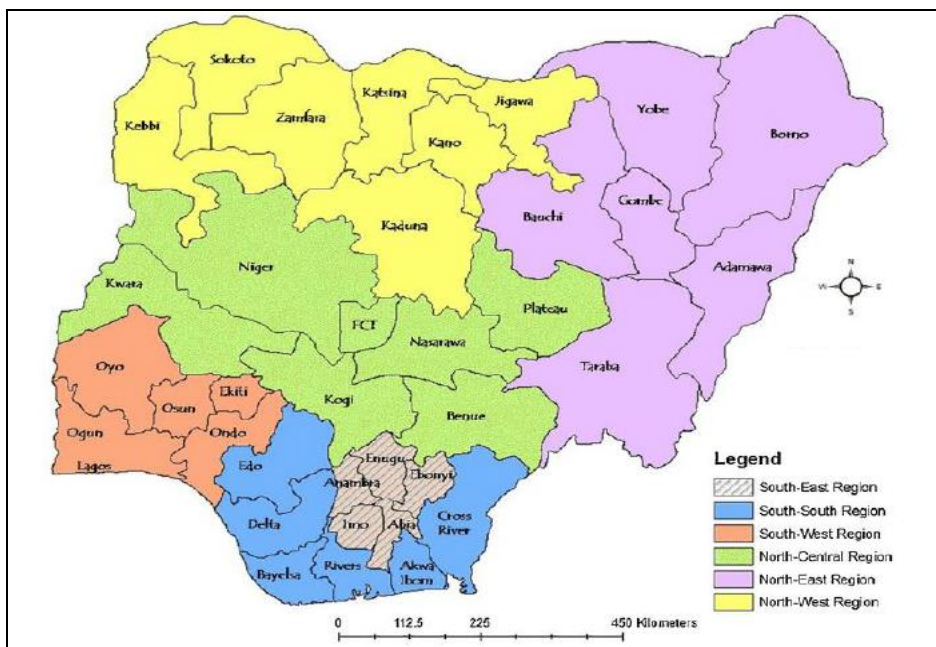 Sokoto
Katsina
Jigawa
Yobe
Borno
Kebbi
Zamfara
Kano
Gombe
Bauchi
Kaduna
Adamawa
Niger
N
W
E
S
Kwara
Plateau
FCT
Nasarawa
Taraba
Oyo
Kogi
Benue
Ekiti
Osun
Ogun
Ondo
Lagos
Edo
Enugu
Ebonyi
Anambra
Delta
Imo
Abia
Cross
River
Bayelsa
Rivers
Akwa
Ibom
Legend
South-East Region
South-South Region
South-West Region
North-Central Region
North-East Region
North-West Region
0 112.5 225 450 Kilometers